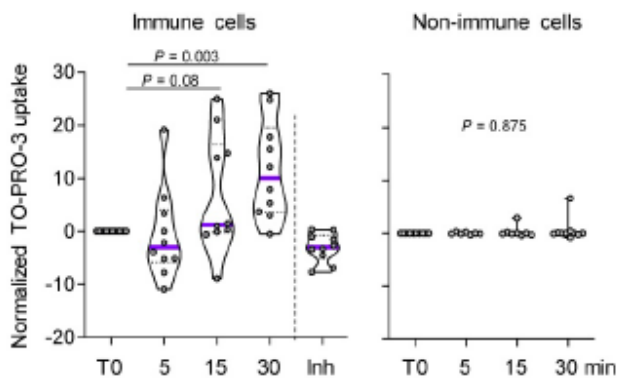 Immune cells
Non-immune cells
Normalized TO-PRO-3 uptake
P = 0.003
P = 0.08
P = 0.875
30
20
10
0
-10
-20
T0 5 15 30 Inh
T0 5 15 30 min